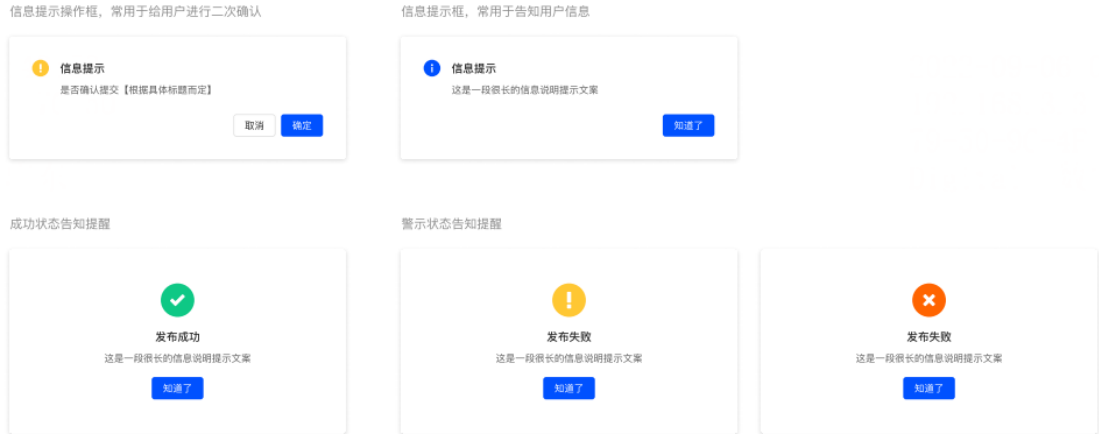 信息提示操作框，常用于给用户进行二次确认
信息提示框，常用于告知用户信息
信息提示
是否确认提交【根据具体标题而定】
取消
确定
信息提示
这是一段很长的信息说明提示文案
知道了
成功状态告知提醒
警示状态告知提醒
发布成功
这是一段很长的信息说明提示文案
知道了
发布失败
这是一段很长的信息说明提示文案
知道了
发布失败
这是一段很长的信息说明提示文案
知道了